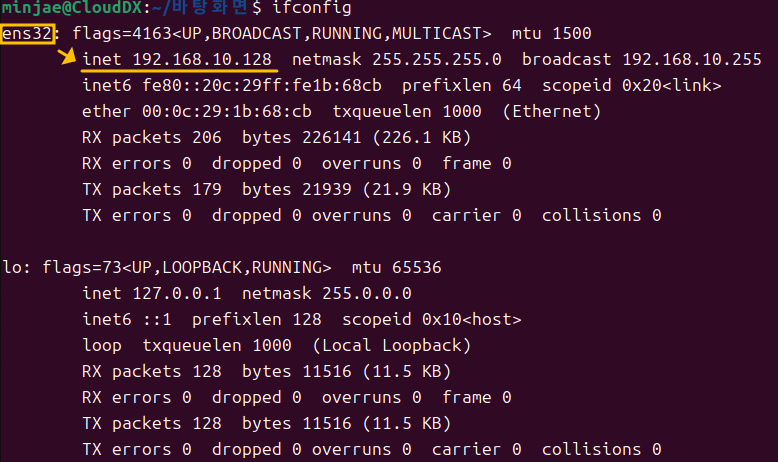 minjae@CloudDX:~/바탕화면$ ifconfig
ens32: flags=4163<UP,BROADCAST,RUNNING,MULTICAST>  mtu 1500
        inet 192.168.10.128  netmask 255.255.255.0  broadcast 192.168.10.255
        inet6 fe80::20c:29ff:fe1b:68cb  prefixlen 64  scopeid 0x20<link>
        ether 00:0c:29:1b:68:cb  txqueuelen 1000  (Ethernet)
        RX packets 206  bytes 226141 (226.1 KB)
        RX errors 0  dropped 0  overruns 0  frame 0
        TX packets 179  bytes 21939 (21.9 KB)
        TX errors 0  dropped 0 overruns 0  carrier 0  collisions 0

lo: flags=73<UP,LOOPBACK,RUNNING>  mtu 65536
        inet 127.0.0.1  netmask 255.0.0.0
        inet6 ::1  prefixlen 128  scopeid 0x10<host>
        loop  txqueuelen 1000  (Local Loopback)
        RX packets 128  bytes 11516 (11.5 KB)
        RX errors 0  dropped 0  overruns 0  frame 0
        TX packets 128  bytes 11516 (11.5 KB)
        TX errors 0  dropped 0 overruns 0  carrier 0  collisions 0